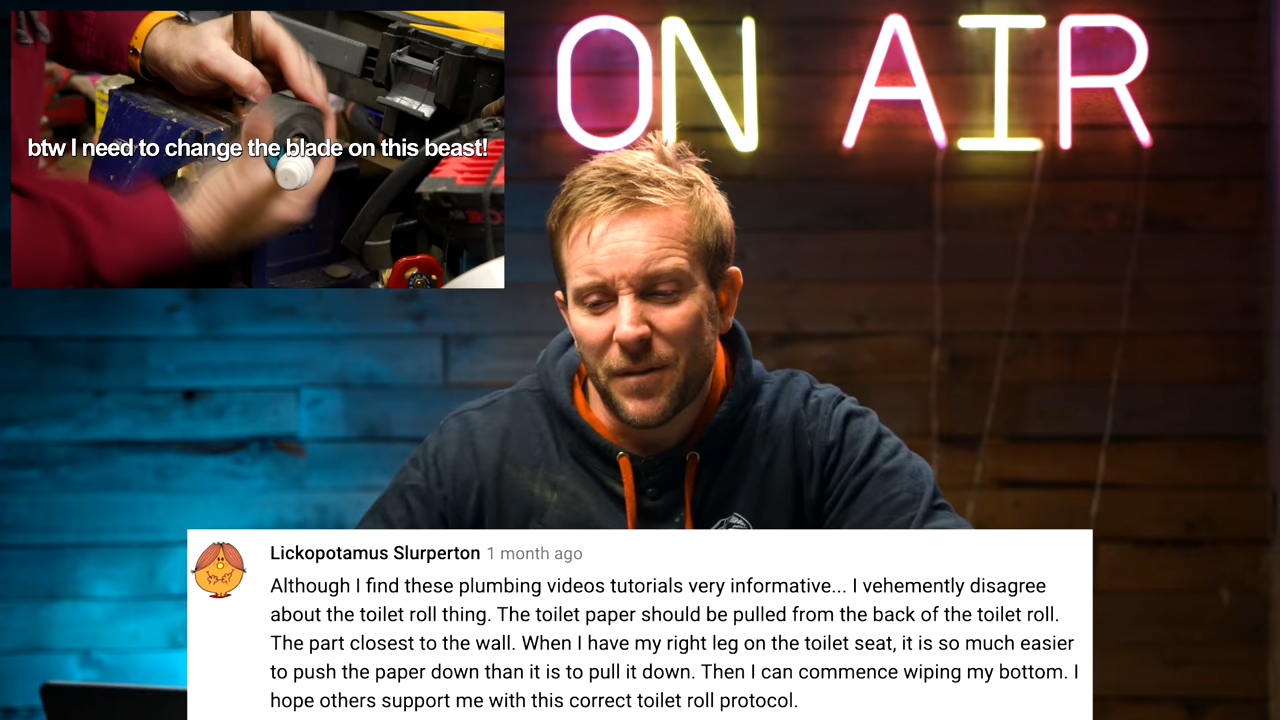 ON AIR
btw I need to change the blade on this beast!
Lickopotamus Slurperton 1 month ago
Although I find these plumbing videos tutorials very informative... I vehemently disagree
about the toilet roll thing. The toilet paper should be pulled from the back of the toilet roll.
The part closest to the wall. When I have my right leg on the toilet seat, it is so much easier
to push the paper down than it is to pull it down. Then I can commence wiping my bottom. I
hope others support me with this correct toilet roll protocol.